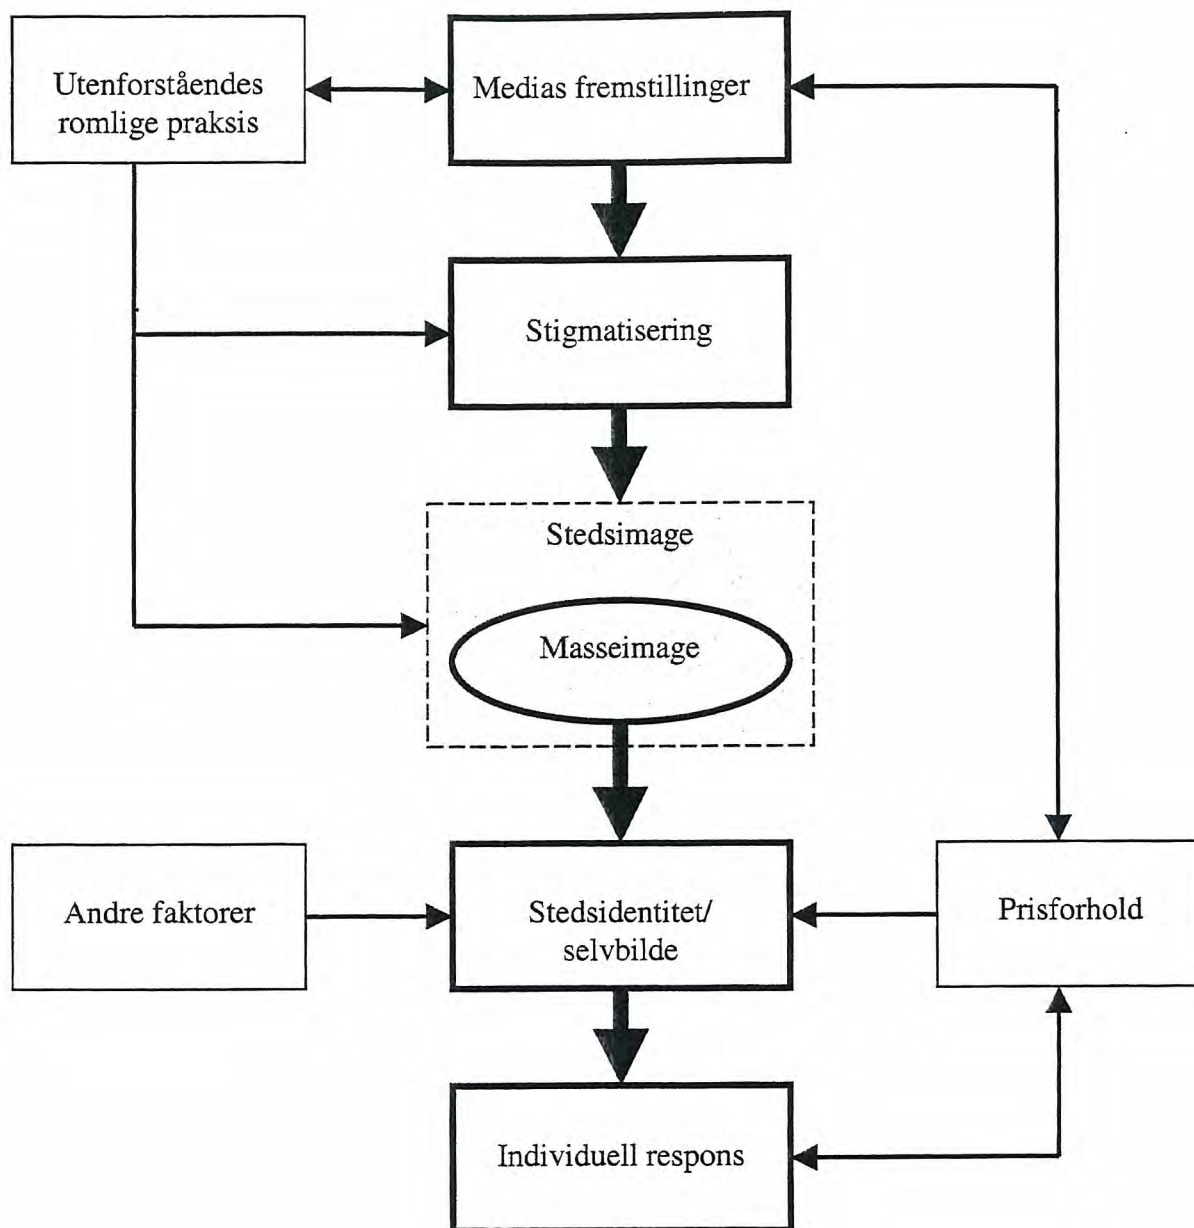 Utenforståendes
romlige praksis
Medias fremstillinger
Stigmatisering
Stedsimage
Masseimage
Andre faktorer
Stedsidentitet/
selvbilde
Prisforhold
Individuell respons